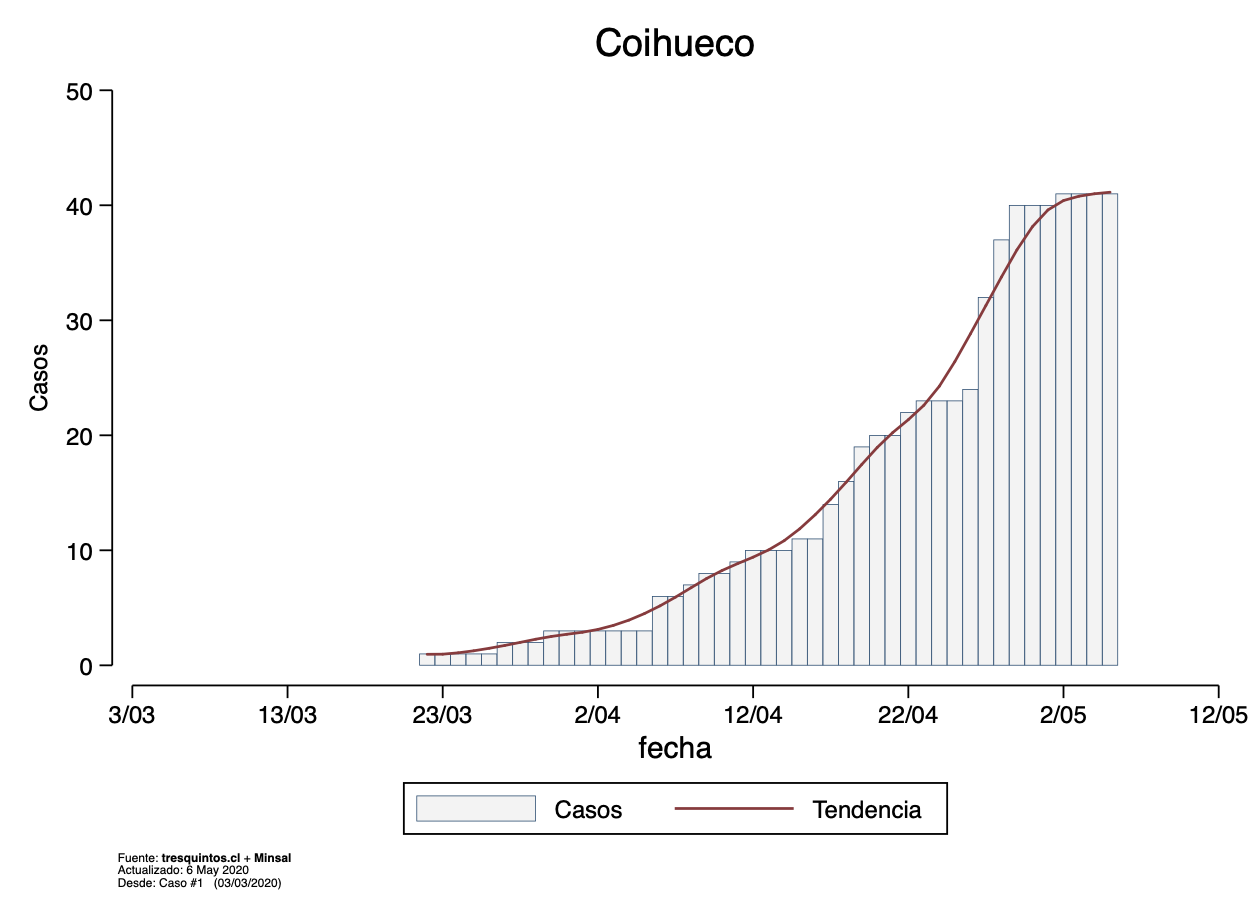 Coihueco
50
40
30
20
10
0
Casos
3/03 13/03 23/03 2/04 12/04 22/04 2/05 12/05
fecha
Casos Tendencia
Fuente: tresquintos.cl + Minsal
Actualizado: 6 May 2020
Desde: Caso #1 (03/03/2020)